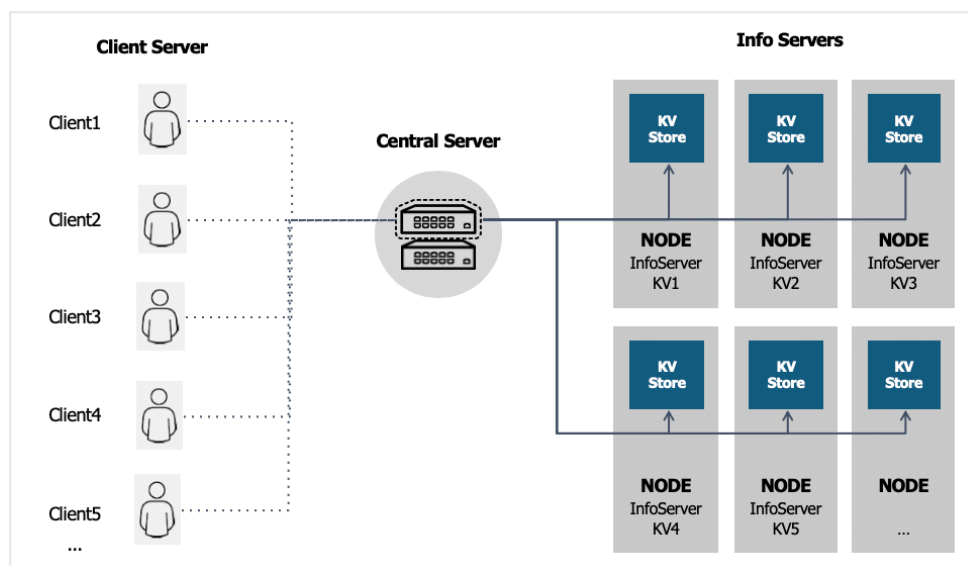 Client Server
Client1
Client2
Client3
Client4
Client5
...
Central Server
Info Servers
KV
Store
KV
Store
KV
Store
NODE
InfoServer
KV1
NODE
InfoServer
KV2
NODE
InfoServer
KV3
KV
Store
KV
Store
KV
Store
NODE
InfoServer
KV4
NODE
InfoServer
KV5
NODE
...